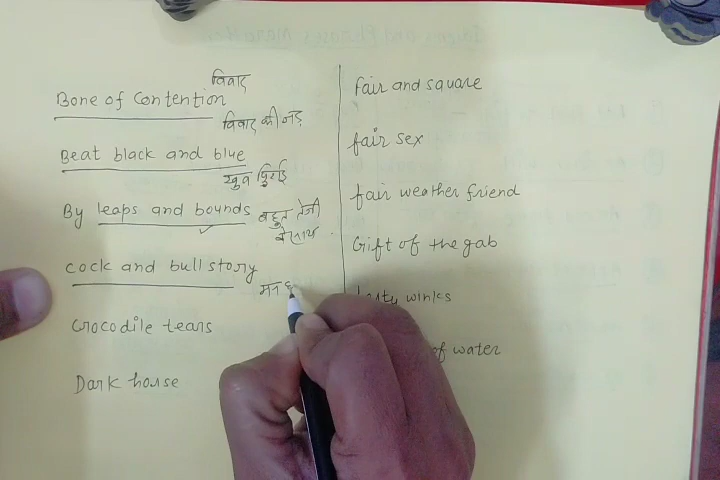 विवाद
Bone of Contention
विवाद की जड़
Beat black and blue
खुब पिटाई
By leaps and bounds बहुत तेजी
के साथ
Cock and bull story
मन
Crocodile tears
Dark horse
Fair and square
fair sex
fair weather friend
Gift of the gab
winks
of water